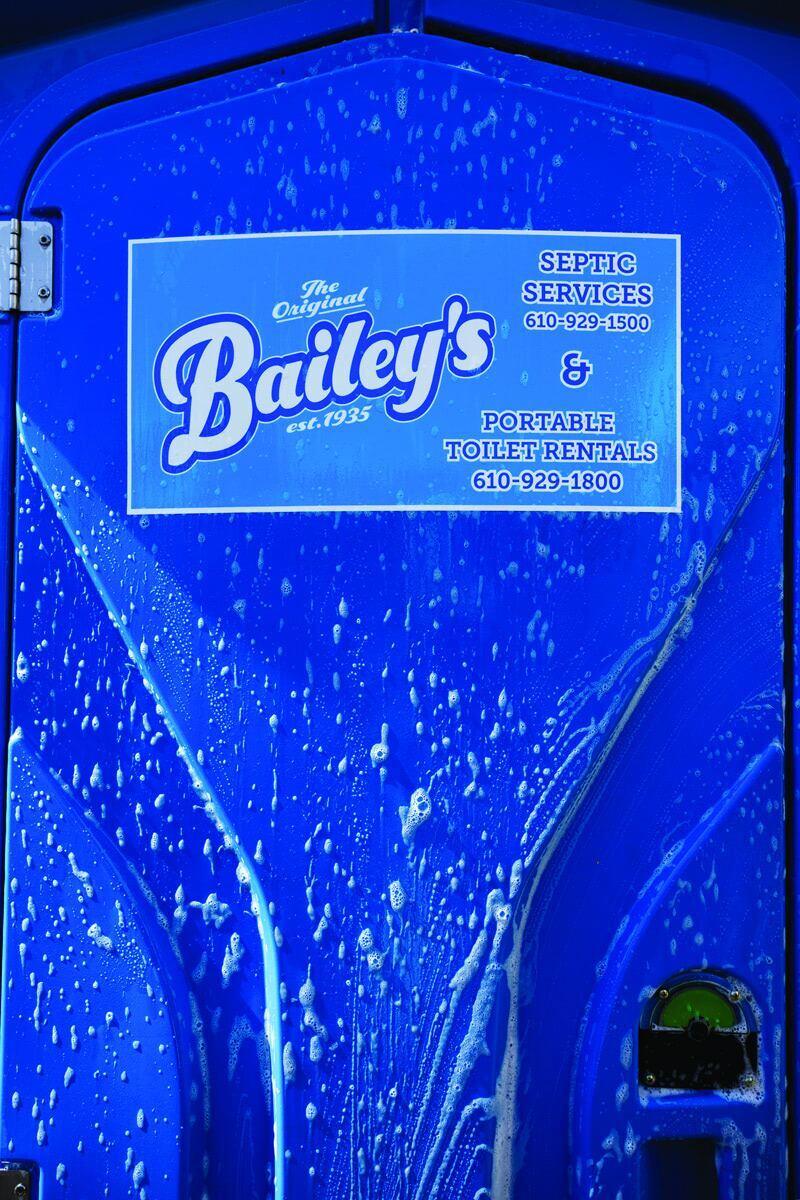 The
Original
Bailey's
est.1935
SEPTIC
SERVICES
610-929-1500
&
PORTABLE
TOILET RENTALS
610-929-1800